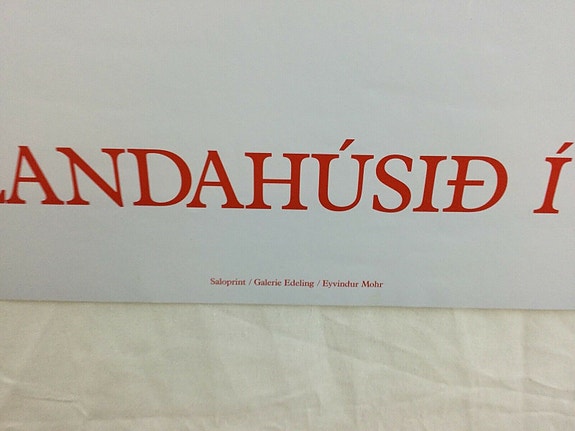 LANDAHÚSIÐ Í
Saloprint / Galerie Edeling / Eyvindur Mohr